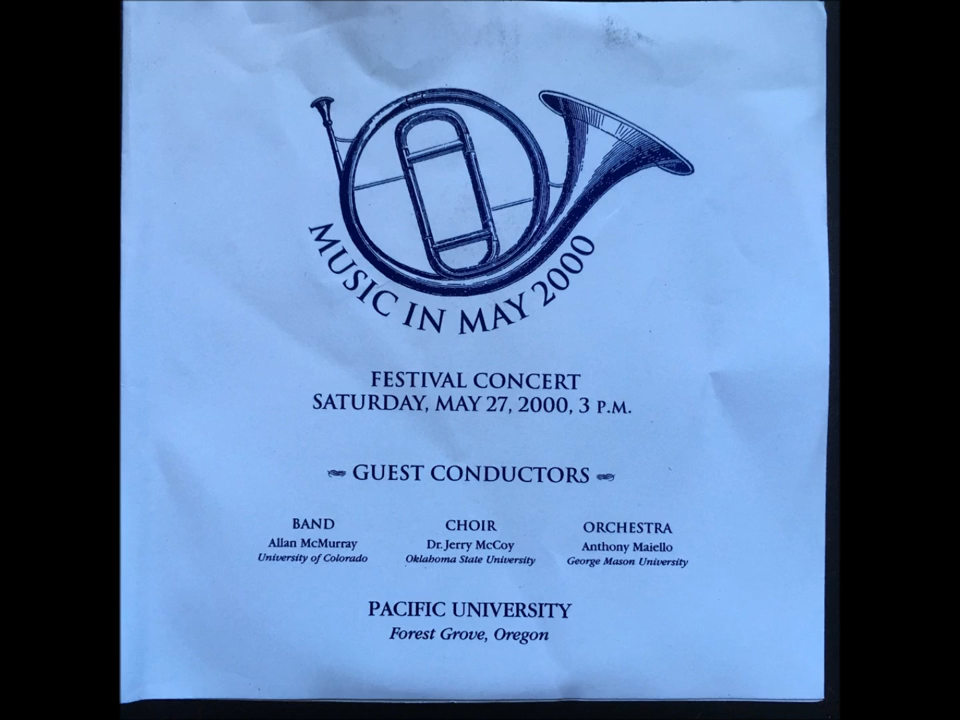 MUSIC IN MAY 2000
FESTIVAL CONCERT
SATURDAY, MAY 27, 2000, 3 P.M.
GUEST CONDUCTORS
BAND
Allan McMurray
University of Colorado
CHOIR
Dr. Jerry McCoy
Oklahoma State University
ORCHESTRA
Anthony Maiello
George Mason University
PACIFIC UNIVERSITY
Forest Grove, Oregon